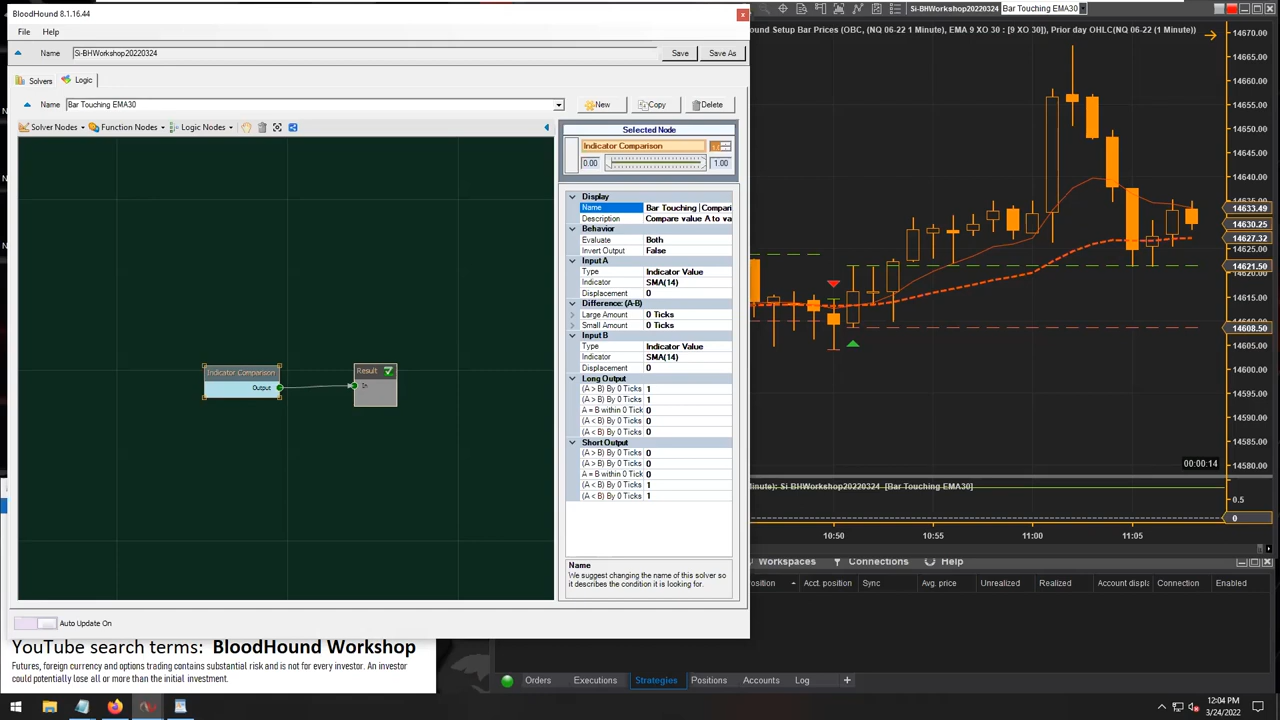 BloodHound 8.1.16.44
File Help
Name Si-BHWorkshop20220324 Save Save As
Solvers Logic
Name Bar Touching EMA30 New Copy Delete
Solver Nodes Function Nodes Logic Nodes
Indicator Comparison
Output
Result
In
Selected Node
Indicator Comparison
0.00 1.00
Display
Name Bar Touching | Compari
Description Compare value A to va
Behavior
Evaluate Both
Invert Output False
Input A
Type Indicator Value
Indicator SMA(14)
Displacement 0
Difference: (A-B)
Large Amount 0 Ticks
Small Amount 0 Ticks
Input B
Type Indicator Value
Indicator SMA(14)
Displacement 0
Long Output
(A > B) By 0 Ticks 1
(A > B) By 0 Ticks 1
A = B within 0 Tick 0
(A < B) By 0 Ticks 0
(A < B) By 0 Ticks 0
Short Output
(A > B) By 0 Ticks 0
(A > B) By 0 Ticks 0
A = B within 0 Tick 0
(A < B) By 0 Ticks 1
(A < B) By 0 Ticks 1
Name
We suggest changing the name of this solver so
it describes the condition it is looking for.
Auto Update On
YouTube search terms: BloodHound Workshop
Futures, foreign currency and options trading contains substantial risk and is not for every investor. An investor
could potentially lose all or more than the initial investment.
Si-BHWorkshop20220324 Bar Touching EMA30
ound Setup Bar Prices (OBC, (NQ 06-22 1 Minute), EMA 9 XO 30 : [9 XO 30]), Prior day OHLC(NQ 06-22 (1 Minute))
14670.00
14665.00
14660.00
14655.00
14650.00
14645.00
14640.00
14633.49
14630.25
14627.32
14625.00
14621.50
14620.00
14615.00
14610.00
14608.50
14605.00
14600.00
14595.00
14590.00
14585.00
14580.00
00:00:14
inute): Si BHWorkshop20220324 [Bar Touching EMA30]
0.5
0
10:50 10:55 11:00 11:05
Workspaces Connections Help
osition Acct. position Sync Avg. price Unrealized Realized Account displa Connection Enabled
Orders Executions Strategies Positions Accounts Log +
12:04 PM
3/24/2022